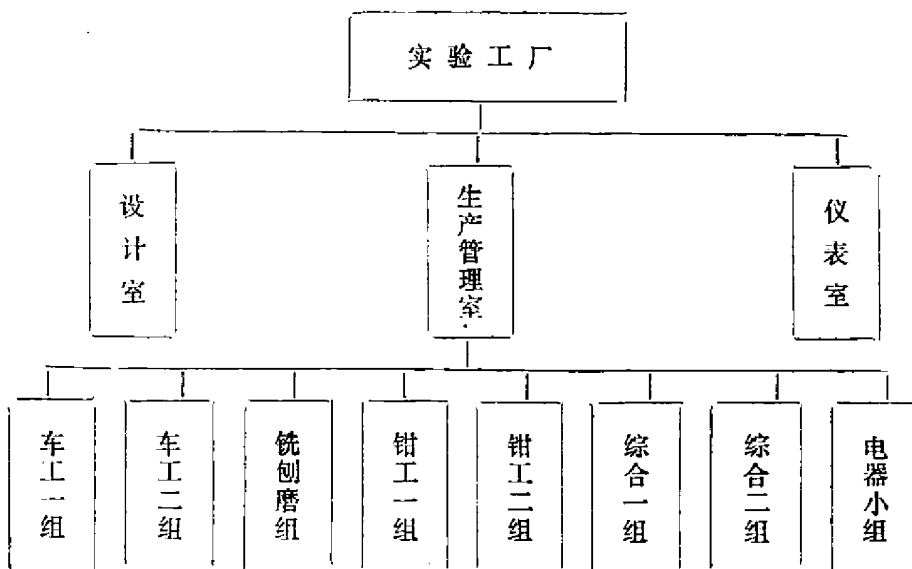 实验工厂
设计室
生产管理室
仪表室
车工一组
车工二组
铣刨磨组
钳工一组
钳工二组
综合一组
综合二组
电器小组